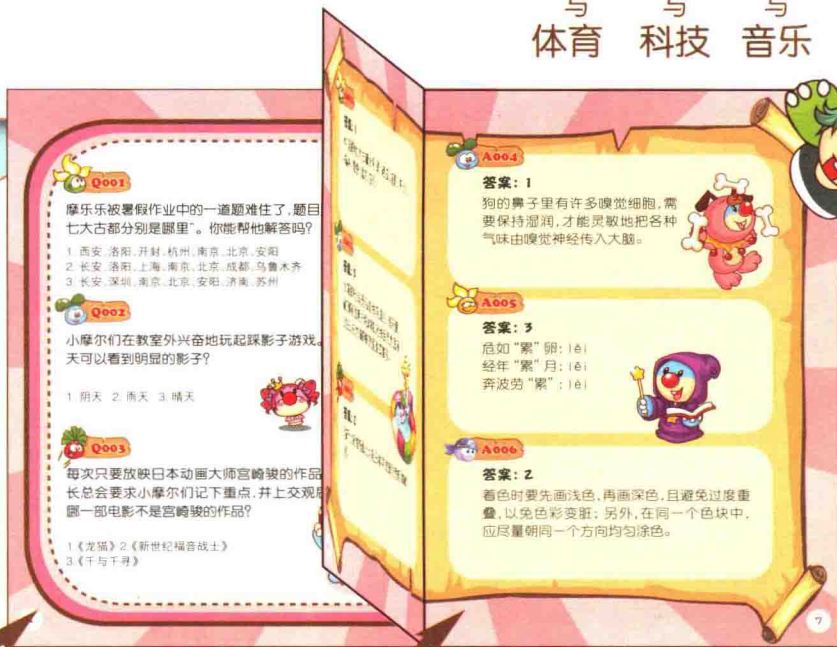 与 与 与
体育 科技 音乐
Q001
摩乐乐被暑假作业中的一道题难住了，题目
七大古都分别是哪里”。你能帮他解答吗？
1 西安、洛阳、开封、杭州、南京、北京、安阳
2 长安、洛阳、上海、南京、北京、成都、乌鲁木齐
3 长安、深圳、南京、北京、安阳、济南、苏州
Q002
小摩尔们在教室外兴奋地玩起踩影子游戏。
天可以看到明显的影子？
1 阴天 2 雨天 3 晴天
Q003
每次只要放映日本动画大师宫崎骏的作品
长总会要求小摩尔们记下重点，并上交观后
哪一部电影不是宫崎骏的作品？
1《龙猫》2《新世纪福音战士》
3《千与千寻》
A004
答案：1
狗的鼻子里有许多嗅觉细胞，需
要保持湿润，才能灵敏地把各种
气味由嗅觉神经传入大脑。
A005
答案：3
危如“累”卵：lěi
经年“累”月：lěi
奔波劳“累”：lèi
A006
答案：2
着色时要先画浅色，再画深色，且避免过度重
叠，以免色彩变脏；另外，在同一个色块中，
应尽量朝同一个方向均匀涂色。
7